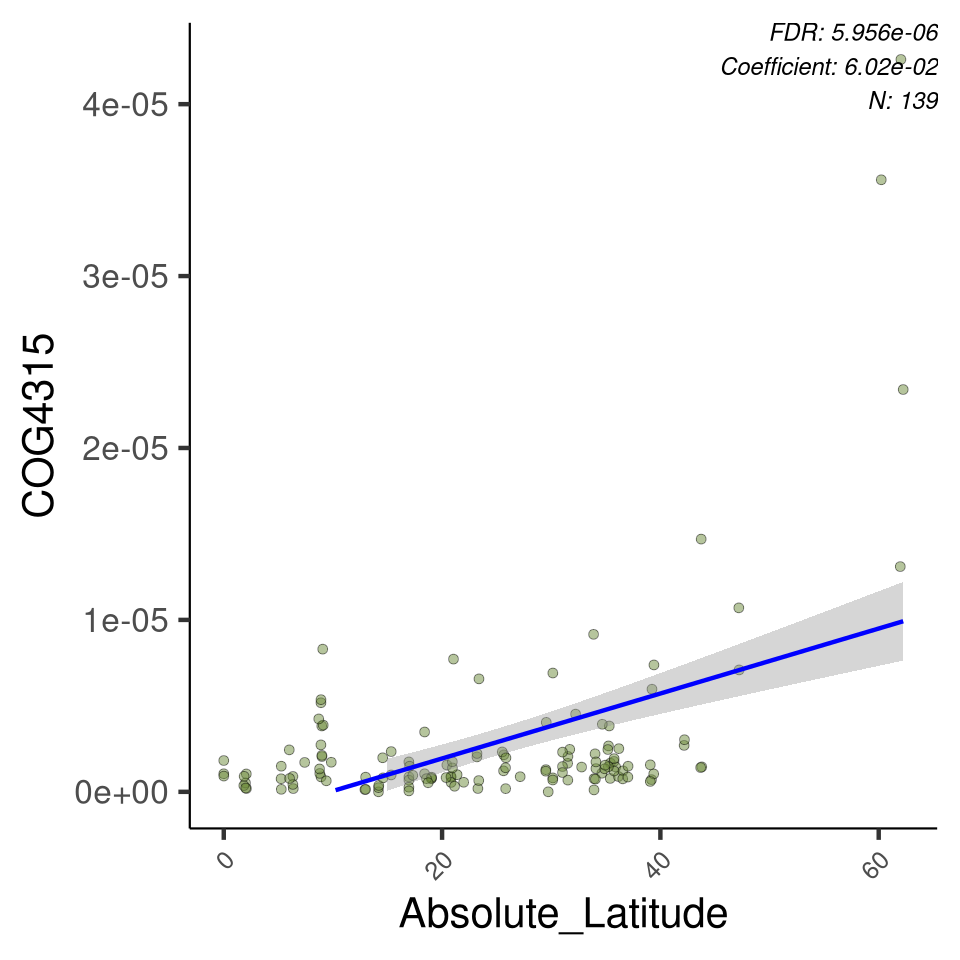 FDR: 5.956e-06
Coefficient: 6.02e-02
N: 139
4e-05
3e-05
2e-05
1e-05
0e+00
COG4315
0
20
40
60
Absolute_Latitude